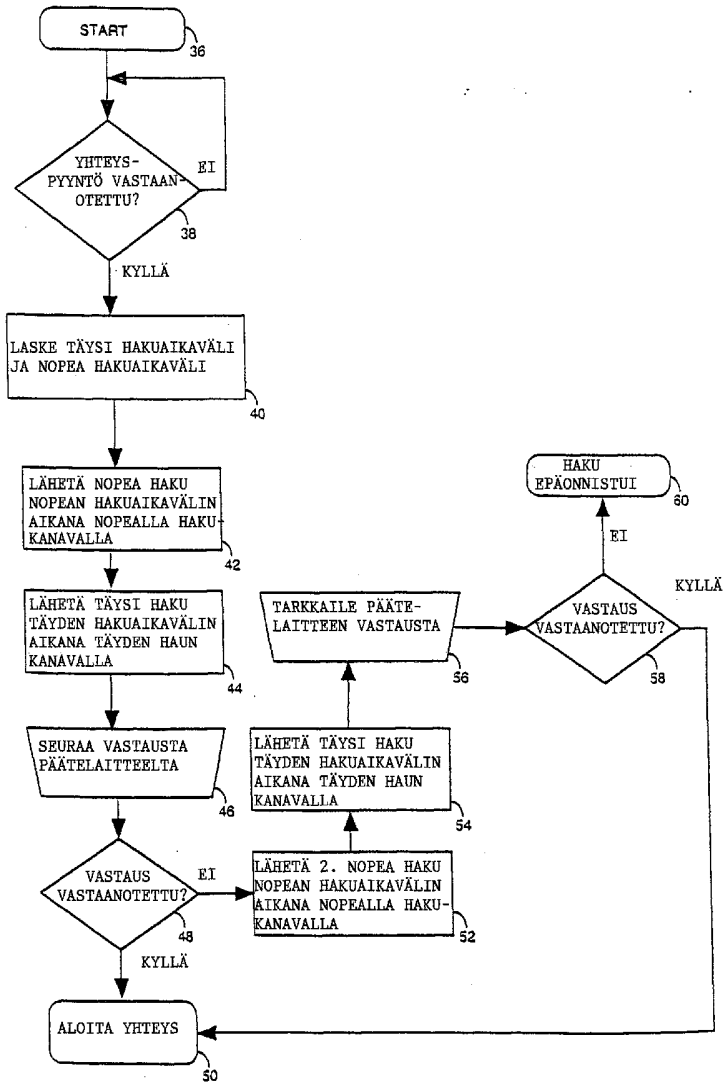 START
36
YHTEYS-
PYYNTÖ VASTAAN-
OTETTU?
EI
38
KYLLÄ
LASKE TÄYSI HAKUAIKAVÄLI
JA NOPEA HAKUAIKAVÄLI
40
LÄHETÄ NOPEA HAKU
NOPEAN HAKUAIKAVÄLIN
AIKANA NOPEALLA HAKU-
KANAVALLA
42
LÄHETÄ TÄYSI HAKU
TÄYDEN HAKUAIKAVÄLIN
AIKANA TÄYDEN HAUN
KANAVALLA
44
SEURAA VASTAUSTA
PÄÄTELAITTEELTA
46
VASTAUS
VASTAANOTETTU?
EI
48
KYLLÄ
ALOITA YHTEYS
50
LÄHETÄ 2. NOPEA HAKU
NOPEAN HAKUAIKAVÄLIN
AIKANA NOPEALLA HAKU-
KANAVALLA
52
LÄHETÄ TÄYSI HAKU
TÄYDEN HAKUAIKAVÄLIN
AIKANA TÄYDEN HAUN
KANAVALLA
54
TARKKAILE PÄÄTE-
LAITTEEN VASTAUSTA
56
VASTAUS
VASTAANOTETTU?
58
KYLLÄ
EI
HAKU
EPÄONNISTUI
60